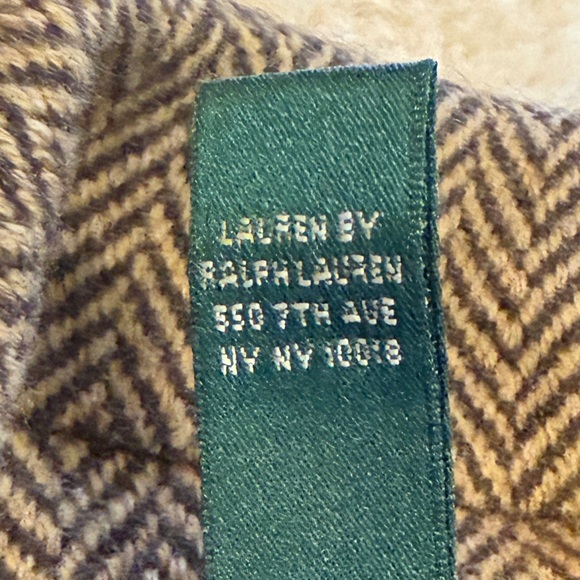 LAUREN BY
RALPH LAUREN
550 7TH AVE
NY NY 10018